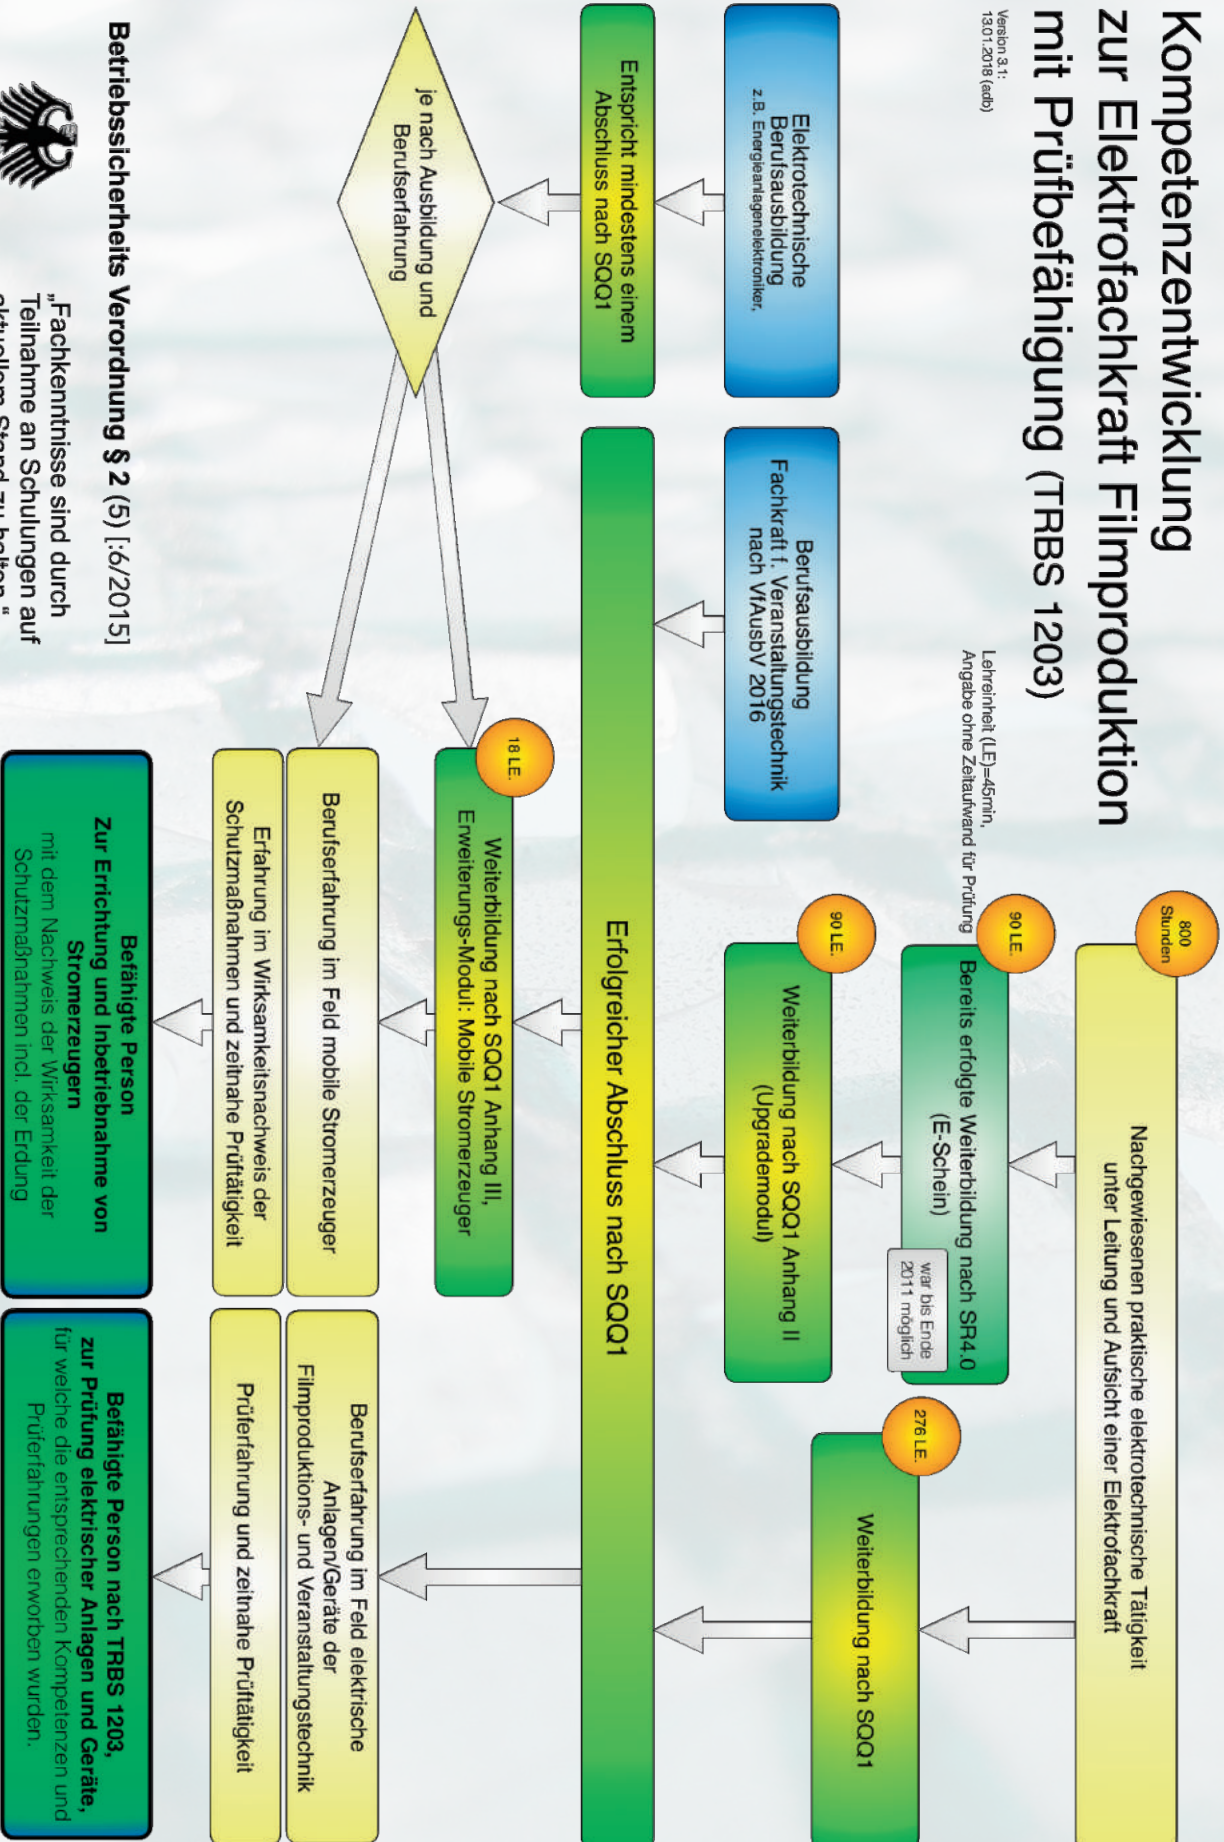 Kompetenzentwicklung
zur Elektrofachkraft Filmproduktion
mit Prüfbefähigung (TRBS 1203)
Version 3.1:
13.01.2018 (adb)
Lehreinheit (LE)=45min,
Angabe ohne Zeitaufwand für Prüfung
800
Stunden
Nachgewiesenen praktische elektrotechnische Tätigkeit
unter Leitung und Aufsicht einer Elektrofachkraft
90 LE.
Bereits erfolgte Weiterbildung nach SR4.0
(E-Schein)
war bis Ende
2011 möglich
276 LE.
Weiterbildung nach SQQ1
Elektrotechnische
Berufsausbildung
z.B. Energieanlagenelektroniker,
Berufsausbildung
Fachkraft f. Veranstaltungstechnik
nach VfAusbV 2016
90 LE.
Weiterbildung nach SQQ1 Anhang II
(Upgrademodul)
Entspricht mindestens einem
Abschluss nach SQQ1
Erfolgreicher Abschluss nach SQQ1
je nach Ausbildung und
Berufserfahrung
18 LE.
Weiterbildung nach SQQ1 Anhang III,
Erweiterungs-Modul: Mobile Stromerzeuger
Berufserfahrung im Feld mobile Stromerzeuger
Erfahrung im Wirksamkeitsnachweis der
Schutzmaßnahmen und zeitnahe Prüftätigkeit
Berufserfahrung im Feld elektrische
Anlagen/Geräte der
Filmproduktions- und Veranstaltungstechnik
Prüferfahrung und zeitnahe Prüftätigkeit
Betriebssicherheits Verordnung § 2 (5) [:6/2015]
„Fachkenntnisse sind durch
Teilnahme an Schulungen auf
aktuellem Stand zu halten.“
Befähigte Person
Zur Errichtung und Inbetriebnahme von
Stromerzeugern
mit dem Nachweis der Wirksamkeit der
Schutzmaßnahmen incl. der Erdung
Befähigte Person nach TRBS 1203,
zur Prüfung elektrischer Anlagen und Geräte,
für welche die entsprechenden Kompetenzen und
Prüferfahrungen erworben wurden.